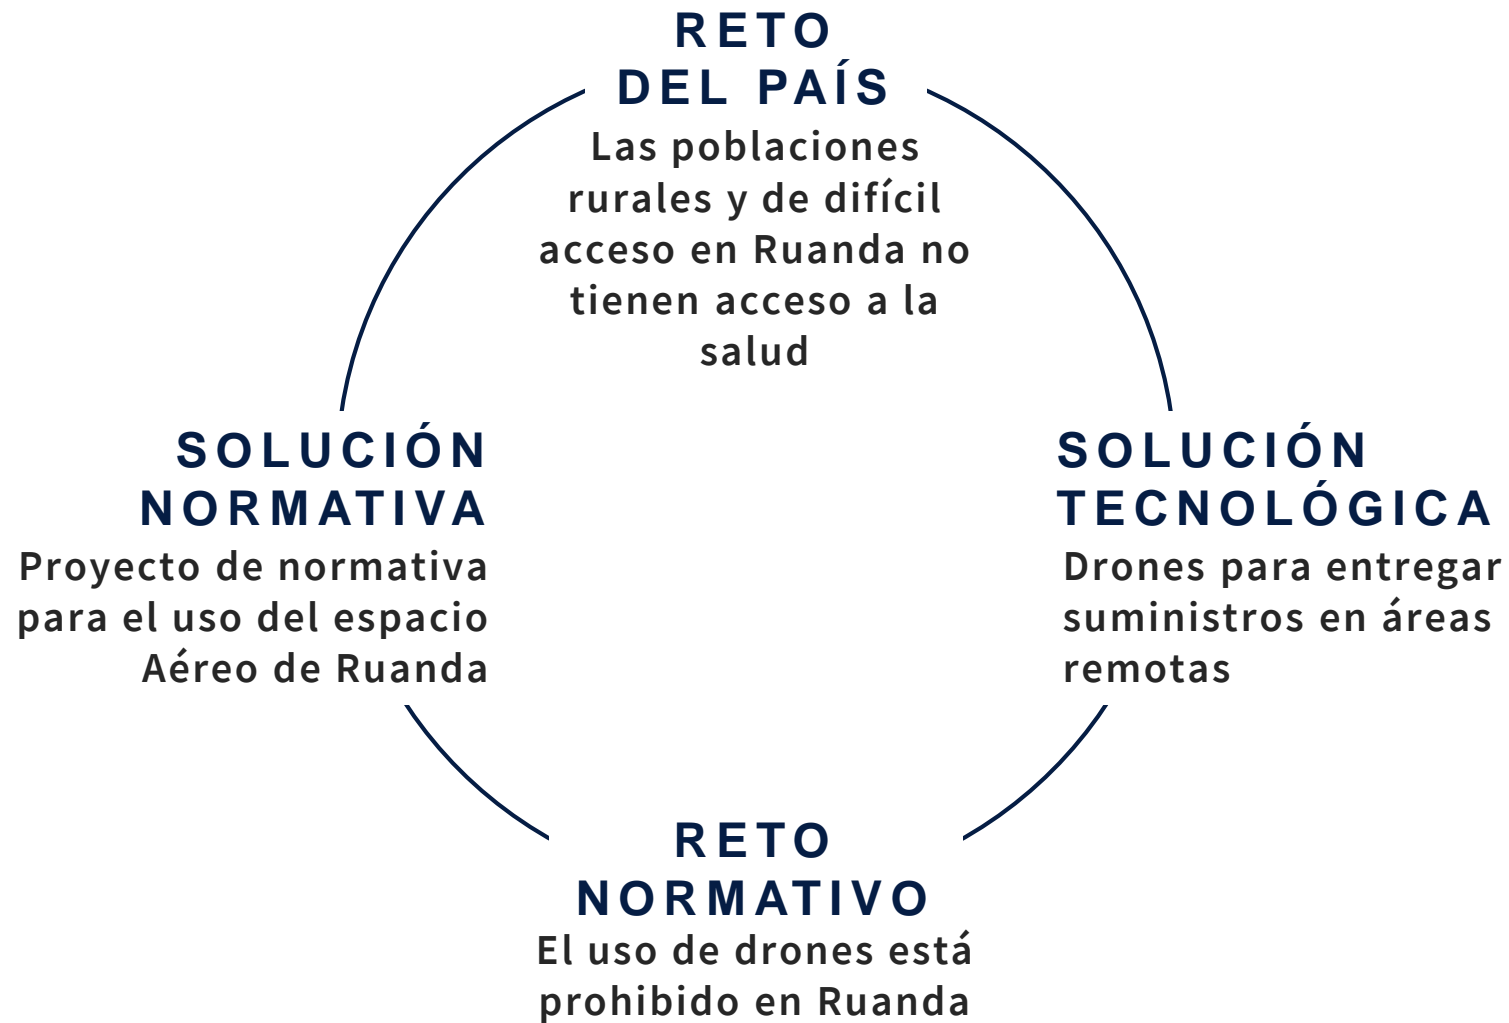 RETO
DEL PAÍS
Las poblaciones
rurales y de difícil
acceso en Ruanda no
tienen acceso a la
salud
SOLUCIÓN
TECNOLÓGICA
Drones para entregar
suministros en áreas
remotas
RETO
NORMATIVO
El uso de drones está
prohibido en Ruanda
SOLUCIÓN
NORMATIVA
Proyecto de normativa
para el uso del espacio
Aéreo de Ruanda